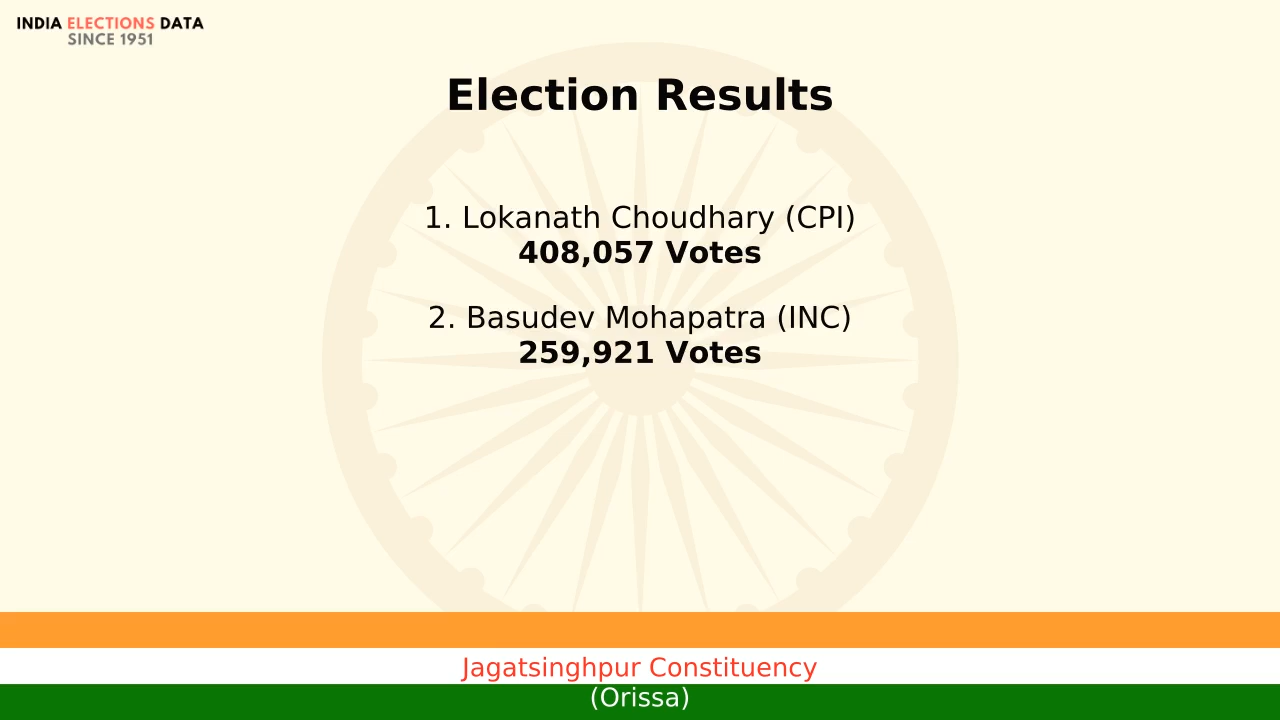 INDIA ELECTIONS DATA
SINCE 1951
Election Results
1. Lokanath Choudhary (CPI)
408,057 Votes
2. Basudev Mohapatra (INC)
259,921 Votes
Jagatsinghpur Constituency
(Orissa)